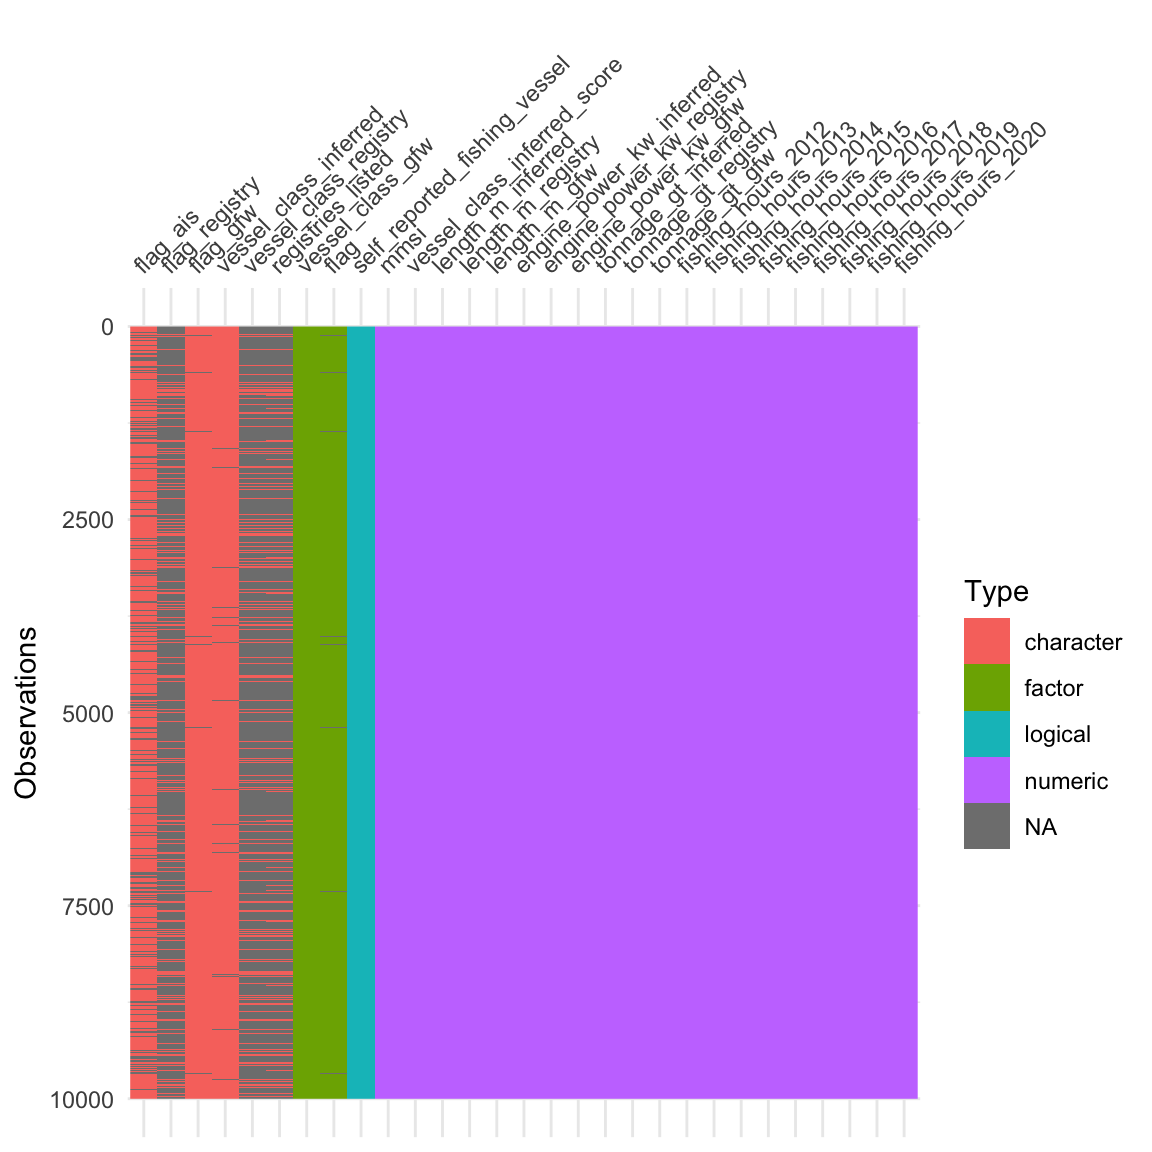 flag_ais
flag_registry
flag_gfw
vessel_class_inferred
vessel_class_registry
registries_listed
vessel_class_gfw
flag
self_reported_fishing_vessel
mmsi
vessel_class_inferred_score
length_m_inferred
length_m_registry
length_m_gfw
engine_power_kw_inferred
engine_power_kw_registry
engine_power_kw_gfw
tonnage_gt_inferred
tonnage_gt_registry
tonnage_gt_gfw
fishing_hours_2012
fishing_hours_2013
fishing_hours_2014
fishing_hours_2015
fishing_hours_2016
fishing_hours_2017
fishing_hours_2018
fishing_hours_2019
fishing_hours_2020
0
2500
5000
7500
10000
Observations
Type
character
factor
logical
numeric
NA